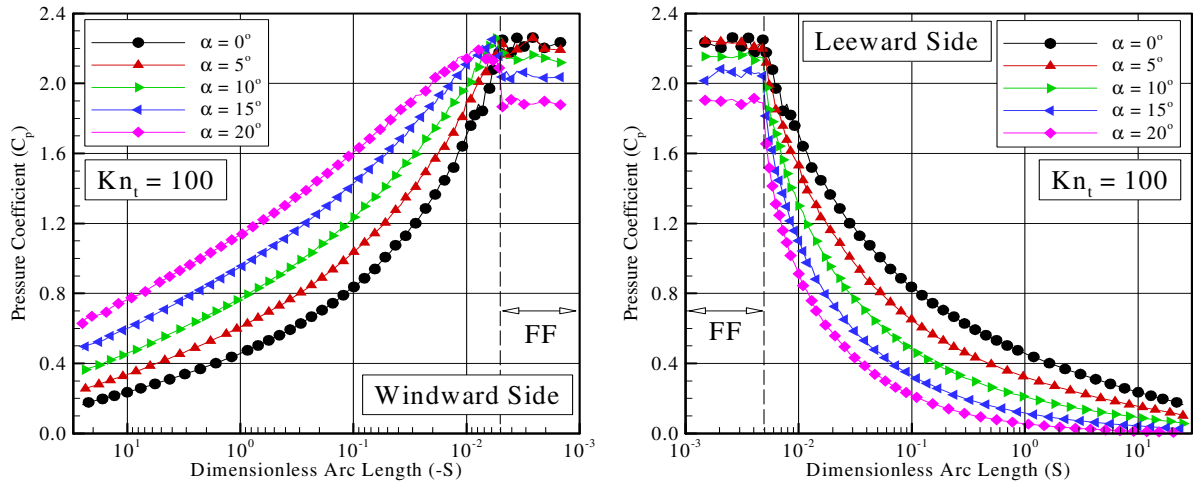 Pressure Coefficient (Cₚ)
2.4
2.0
1.6
1.2
0.8
0.4
0.0
α = 0°
α = 5°
α = 10°
α = 15°
α = 20°
Knₜ = 100
FF
Windward Side
10¹
10⁰
10⁻¹
10⁻²
10⁻³
Dimensionless Arc Length (-S)
Pressure Coefficient (Cₚ)
2.4
2.0
1.6
1.2
0.8
0.4
0.0
Leeward Side
α = 0°
α = 5°
α = 10°
α = 15°
α = 20°
Knₜ = 100
FF
10⁻³
10⁻²
10⁻¹
10⁰
10¹
Dimensionless Arc Length (S)